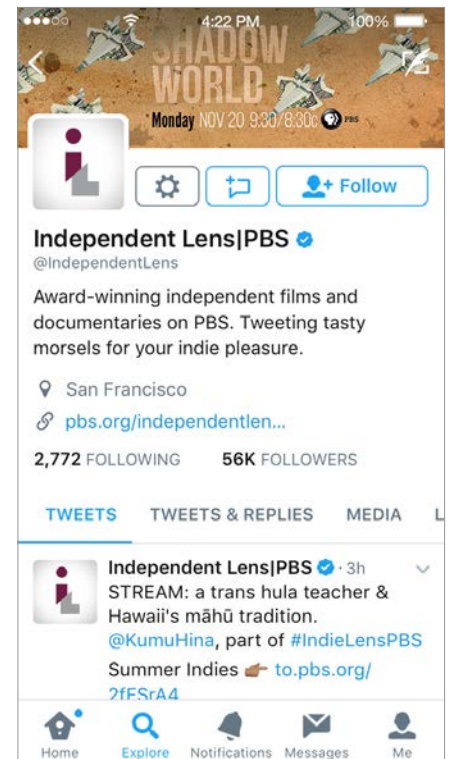 4:22 PM
100%
SHADOW
WORLD
Monday NOV 20 9:30/8:30c PBS
iL
Follow
Independent Lens|PBS
@IndependentLens
Award-winning independent films and
documentaries on PBS. Tweeting tasty
morsels for your indie pleasure.
San Francisco
pbs.org/independentlen...
2,772 FOLLOWING 56K FOLLOWERS
TWEETS TWEETS & REPLIES MEDIA L
iL
Independent Lens|PBS · 3h
STREAM: a trans hula teacher &
Hawaii's māhū tradition.
@KumuHina, part of #IndieLensPBS
Summer Indies 👉🏽 to.pbs.org/
2fESrA4
Home Explore Notifications Messages Me